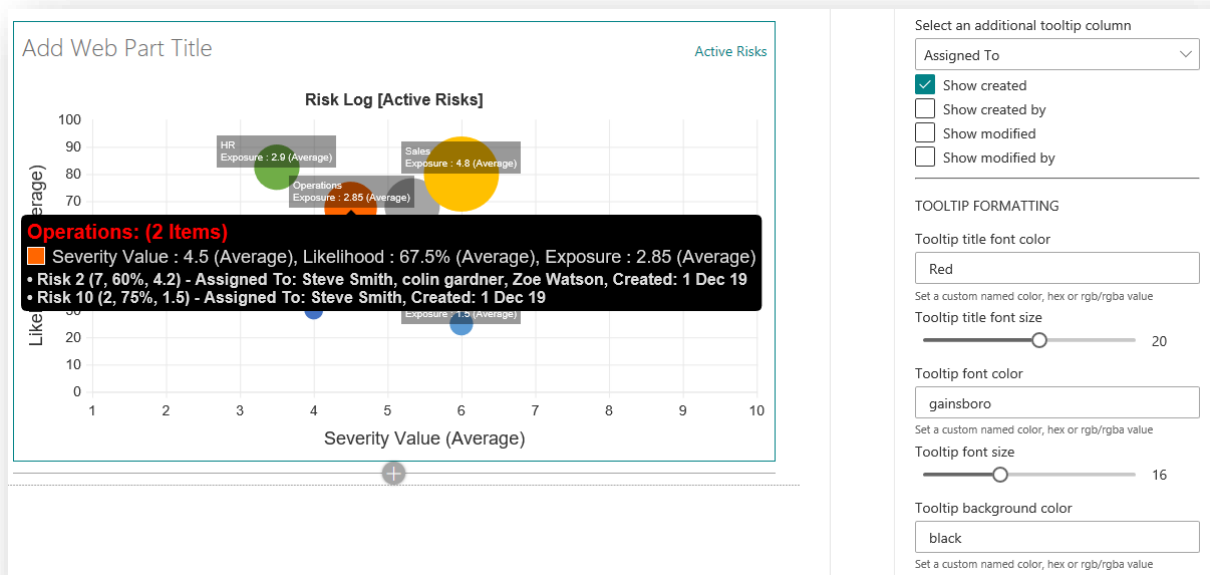 Add Web Part Title
Active Risks
Risk Log [Active Risks]
100
90
80
70
30
20
10
0
HR
Exposure : 2.9 (Average)
Sales
Exposure : 4.8 (Average)
Operations
Exposure : 2.85 (Average)
Operations: (2 Items)
Severity Value : 4.5 (Average), Likelihood : 67.5% (Average), Exposure : 2.85 (Average)
• Risk 2 (7, 60%, 4.2) - Assigned To: Steve Smith, colin gardner, Zoe Watson, Created: 1 Dec 19
• Risk 10 (2, 75%, 1.5) - Assigned To: Steve Smith, Created: 1 Dec 19
Exposure : 1.5 (Average)
1 2 3 4 5 6 7 8 9 10
Severity Value (Average)
Select an additional tooltip column
Assigned To
Show created
Show created by
Show modified
Show modified by
TOOLTIP FORMATTING
Tooltip title font color
Red
Set a custom named color, hex or rgb/rgba value
Tooltip title font size
20
Tooltip font color
gainsboro
Set a custom named color, hex or rgb/rgba value
Tooltip font size
16
Tooltip background color
black
Set a custom named color, hex or rgb/rgba value